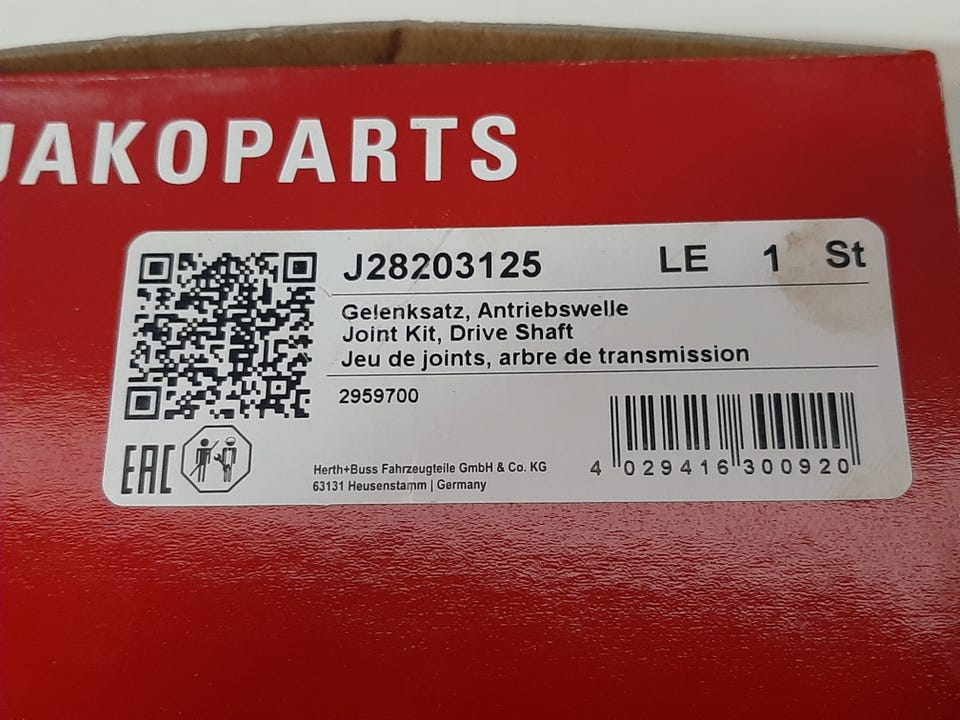 JAKOPARTS
J28203125 LE 1 St
Gelenksatz, Antriebswelle
Joint Kit, Drive Shaft
Jeu de joints, arbre de transmission
2959700
EAC
Herth+Buss Fahrzeugteile GmbH & Co. KG
63131 Heusenstamm | Germany
4 029416 300920